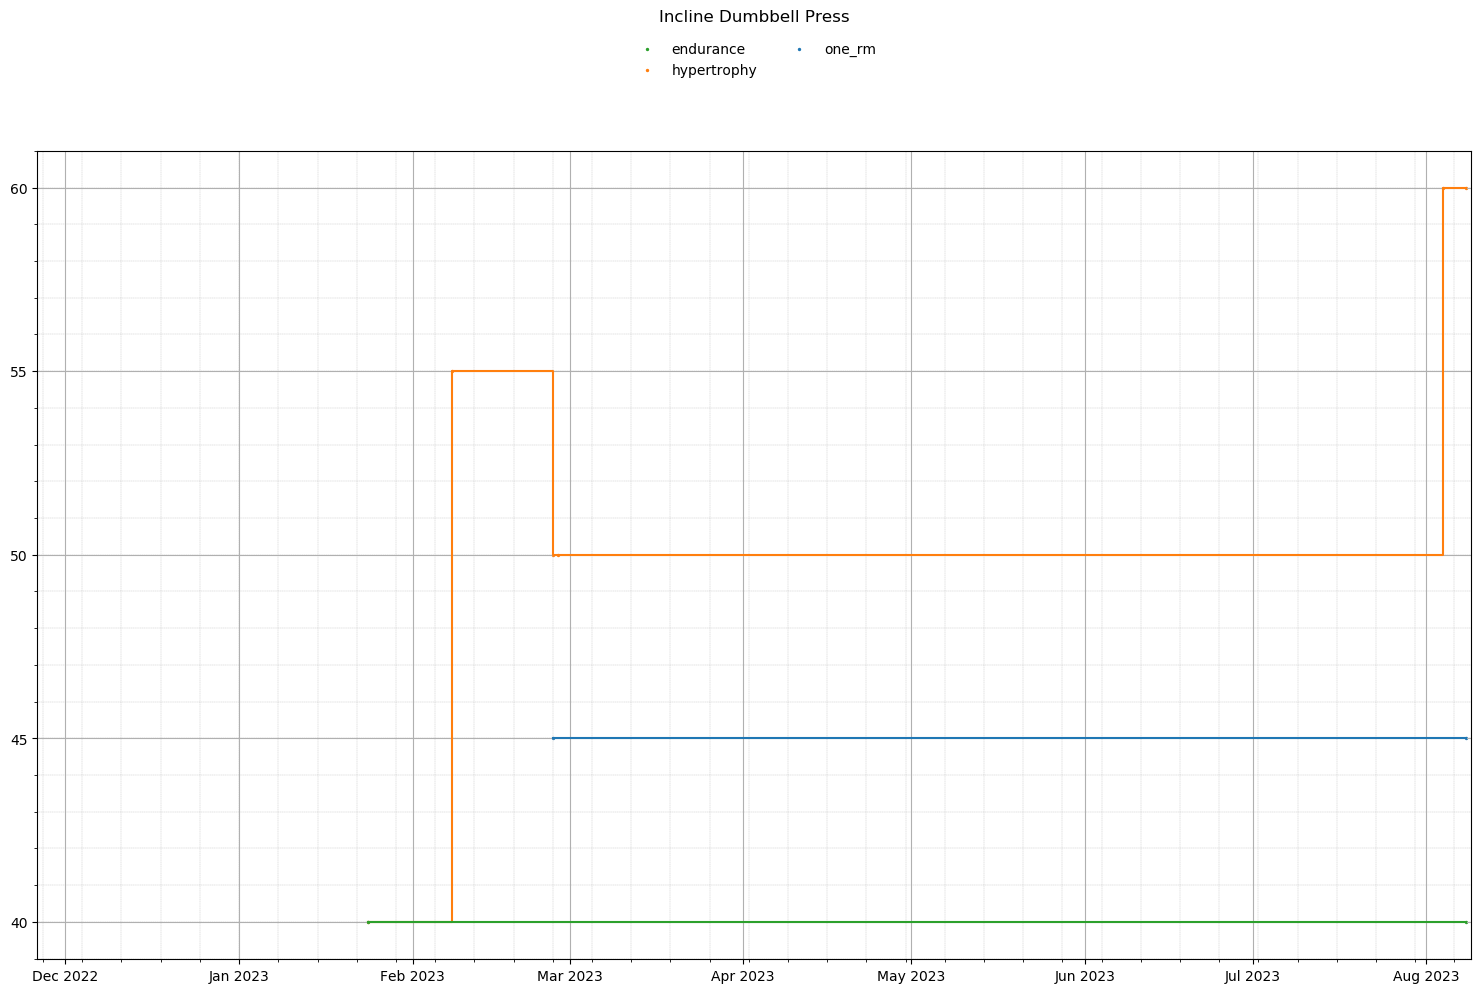 Incline Dumbbell Press
endurance
hypertrophy
one_rm
60
55
50
45
40
Dec 2022
Jan 2023
Feb 2023
Mar 2023
Apr 2023
May 2023
Jun 2023
Jul 2023
Aug 2023